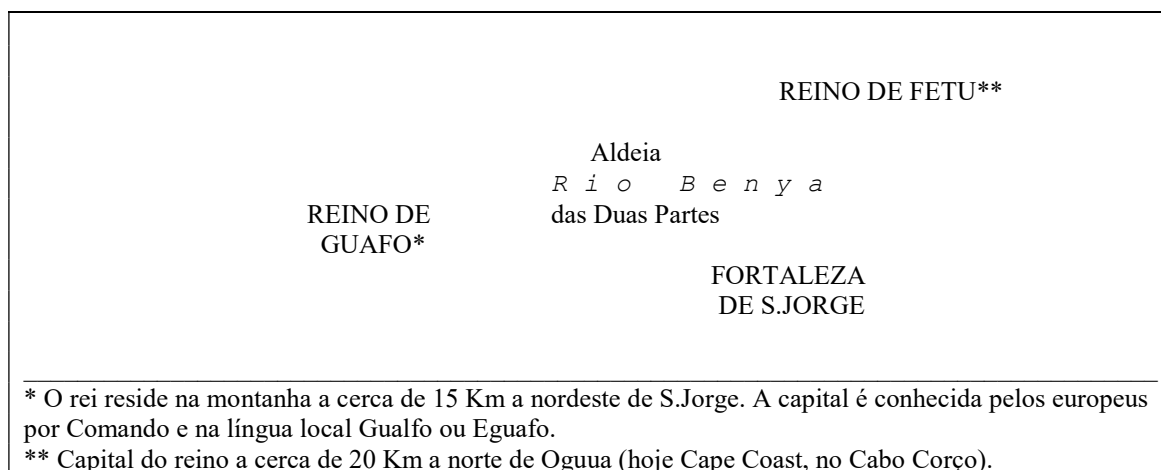 REINO DE FETU**
Aldeia
Rio Benya
REINO DE das Duas Partes
GUAFO*
FORTALEZA
DE S.JORGE
* O rei reside na montanha a cerca de 15 Km a nordeste de S.Jorge. A capital é conhecida pelos europeus
por Comando e na língua local Gualfo ou Eguafo.
** Capital do reino a cerca de 20 Km a norte de Oguua (hoje Cape Coast, no Cabo Corço).